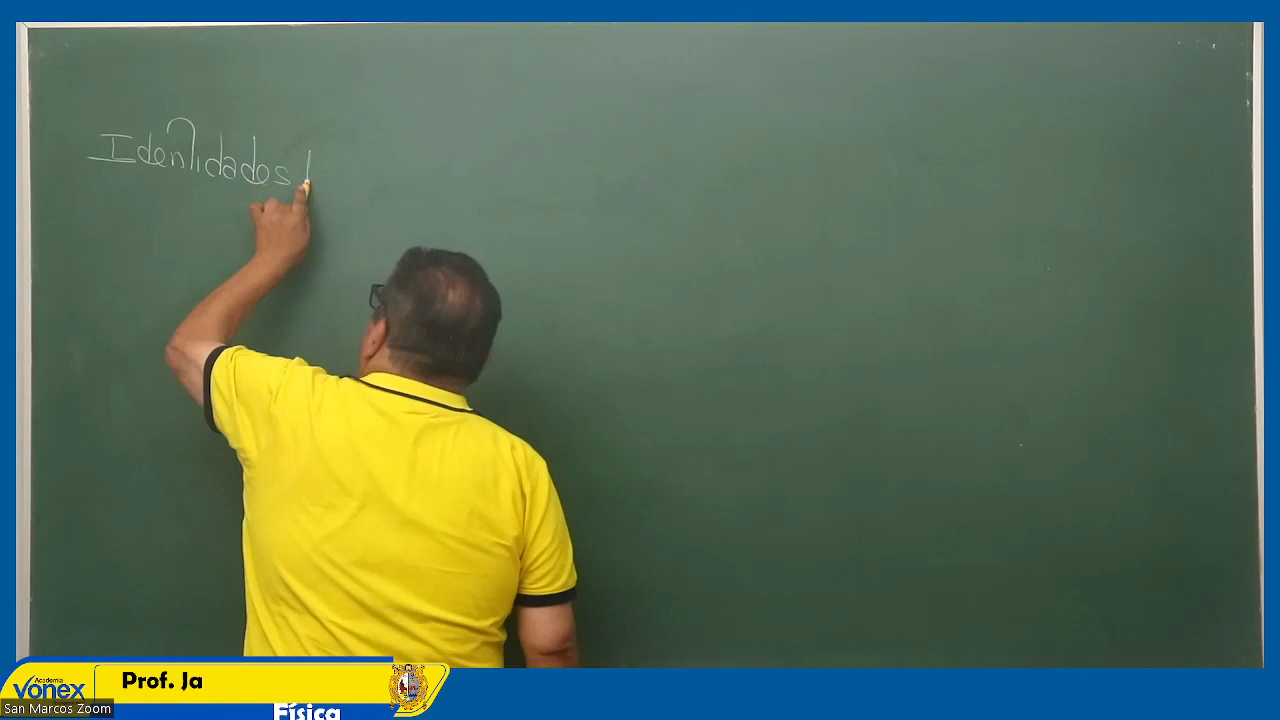 Identidades
Prof. Ja
Academia
vonex
San Marcos Zoom
Física